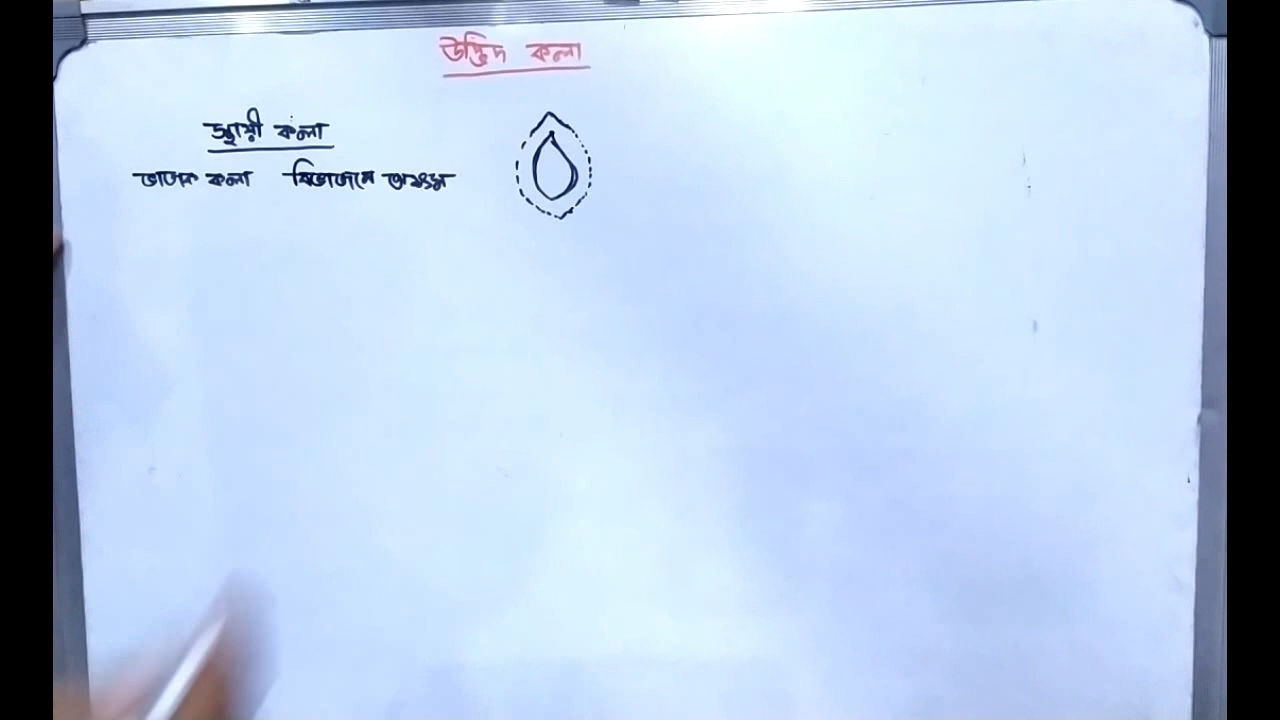 উদ্ভিদ কলা
স্থায়ী কলা
ভাজক কলা বিভাজনে অক্ষম